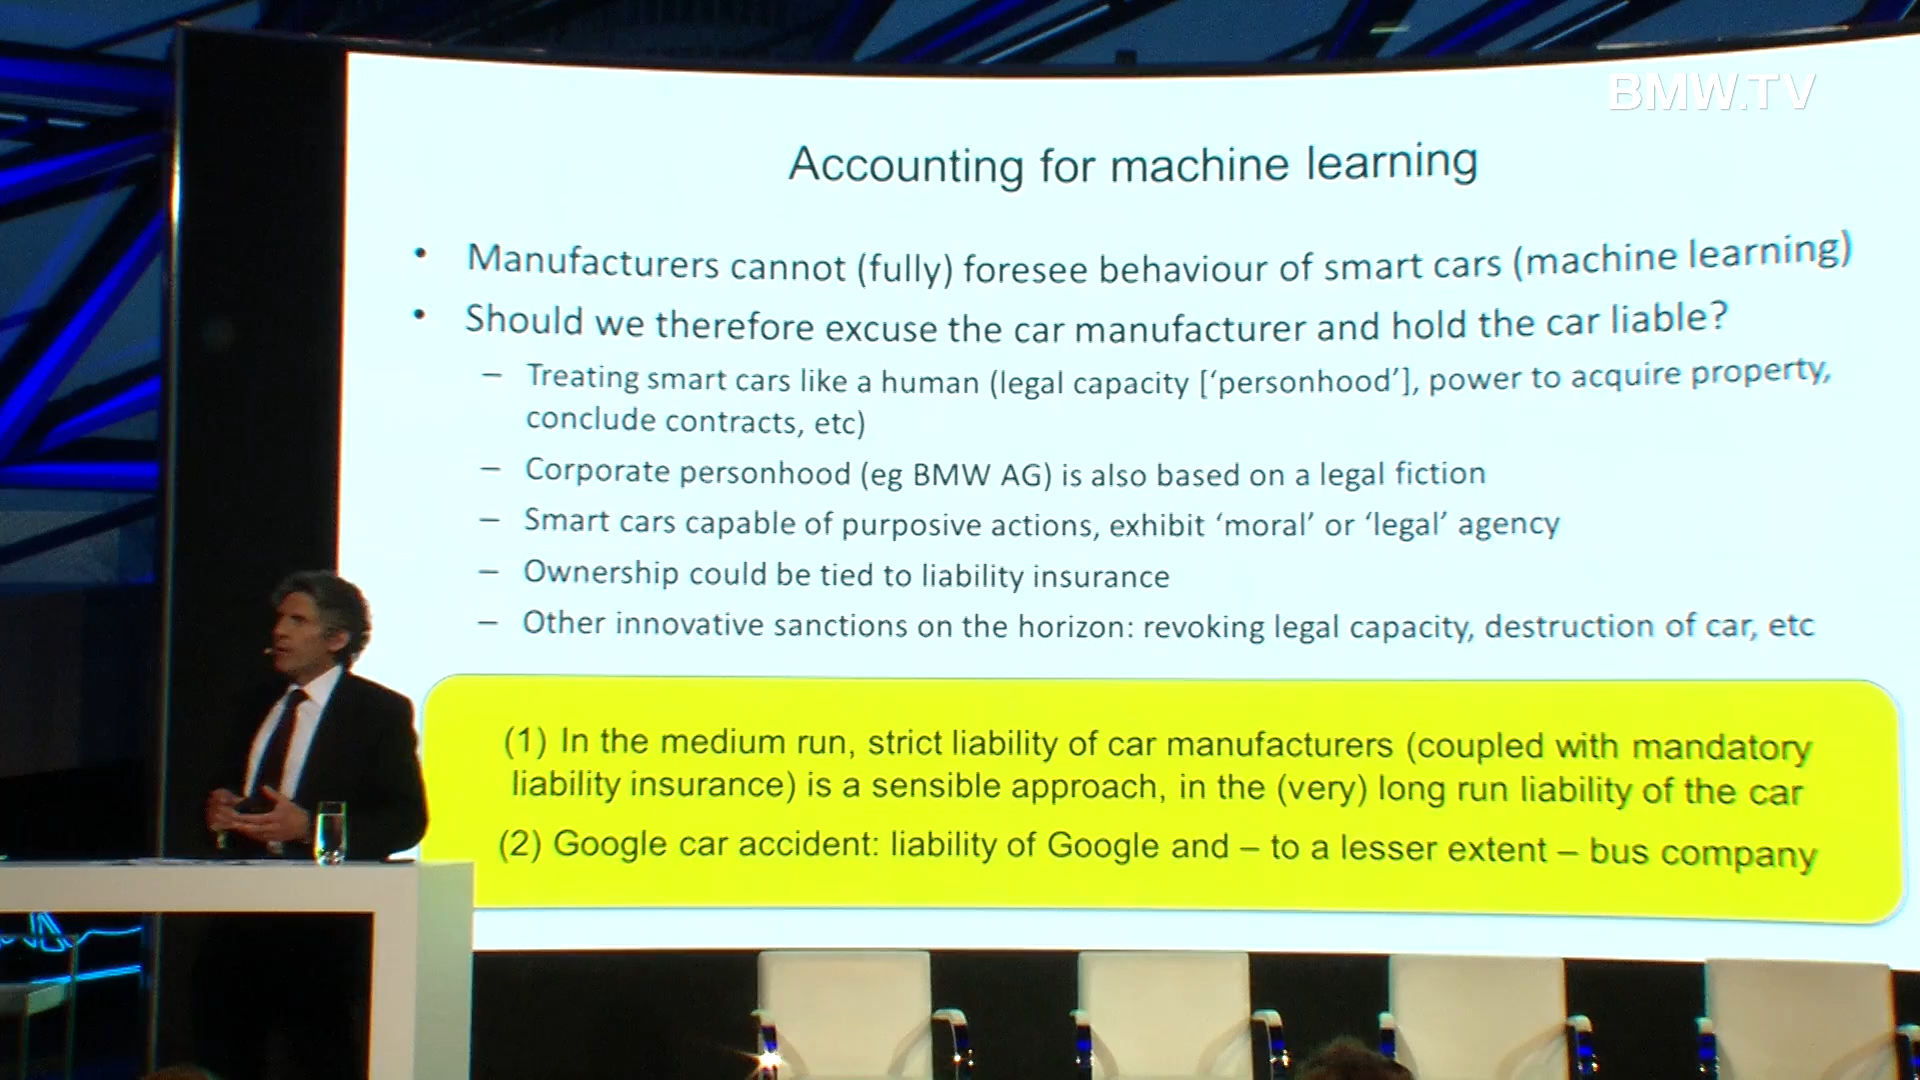 BMW.TV
Accounting for machine learning
• Manufacturers cannot (fully) foresee behaviour of smart cars (machine learning)
• Should we therefore excuse the car manufacturer and hold the car liable?
– Treating smart cars like a human (legal capacity [‘personhood’], power to acquire property,
conclude contracts, etc)
– Corporate personhood (eg BMW AG) is also based on a legal fiction
– Smart cars capable of purposive actions, exhibit ‘moral’ or ‘legal’ agency
– Ownership could be tied to liability insurance
– Other innovative sanctions on the horizon: revoking legal capacity, destruction of car, etc
(1) In the medium run, strict liability of car manufacturers (coupled with mandatory
liability insurance) is a sensible approach, in the (very) long run liability of the car
(2) Google car accident: liability of Google and – to a lesser extent – bus company